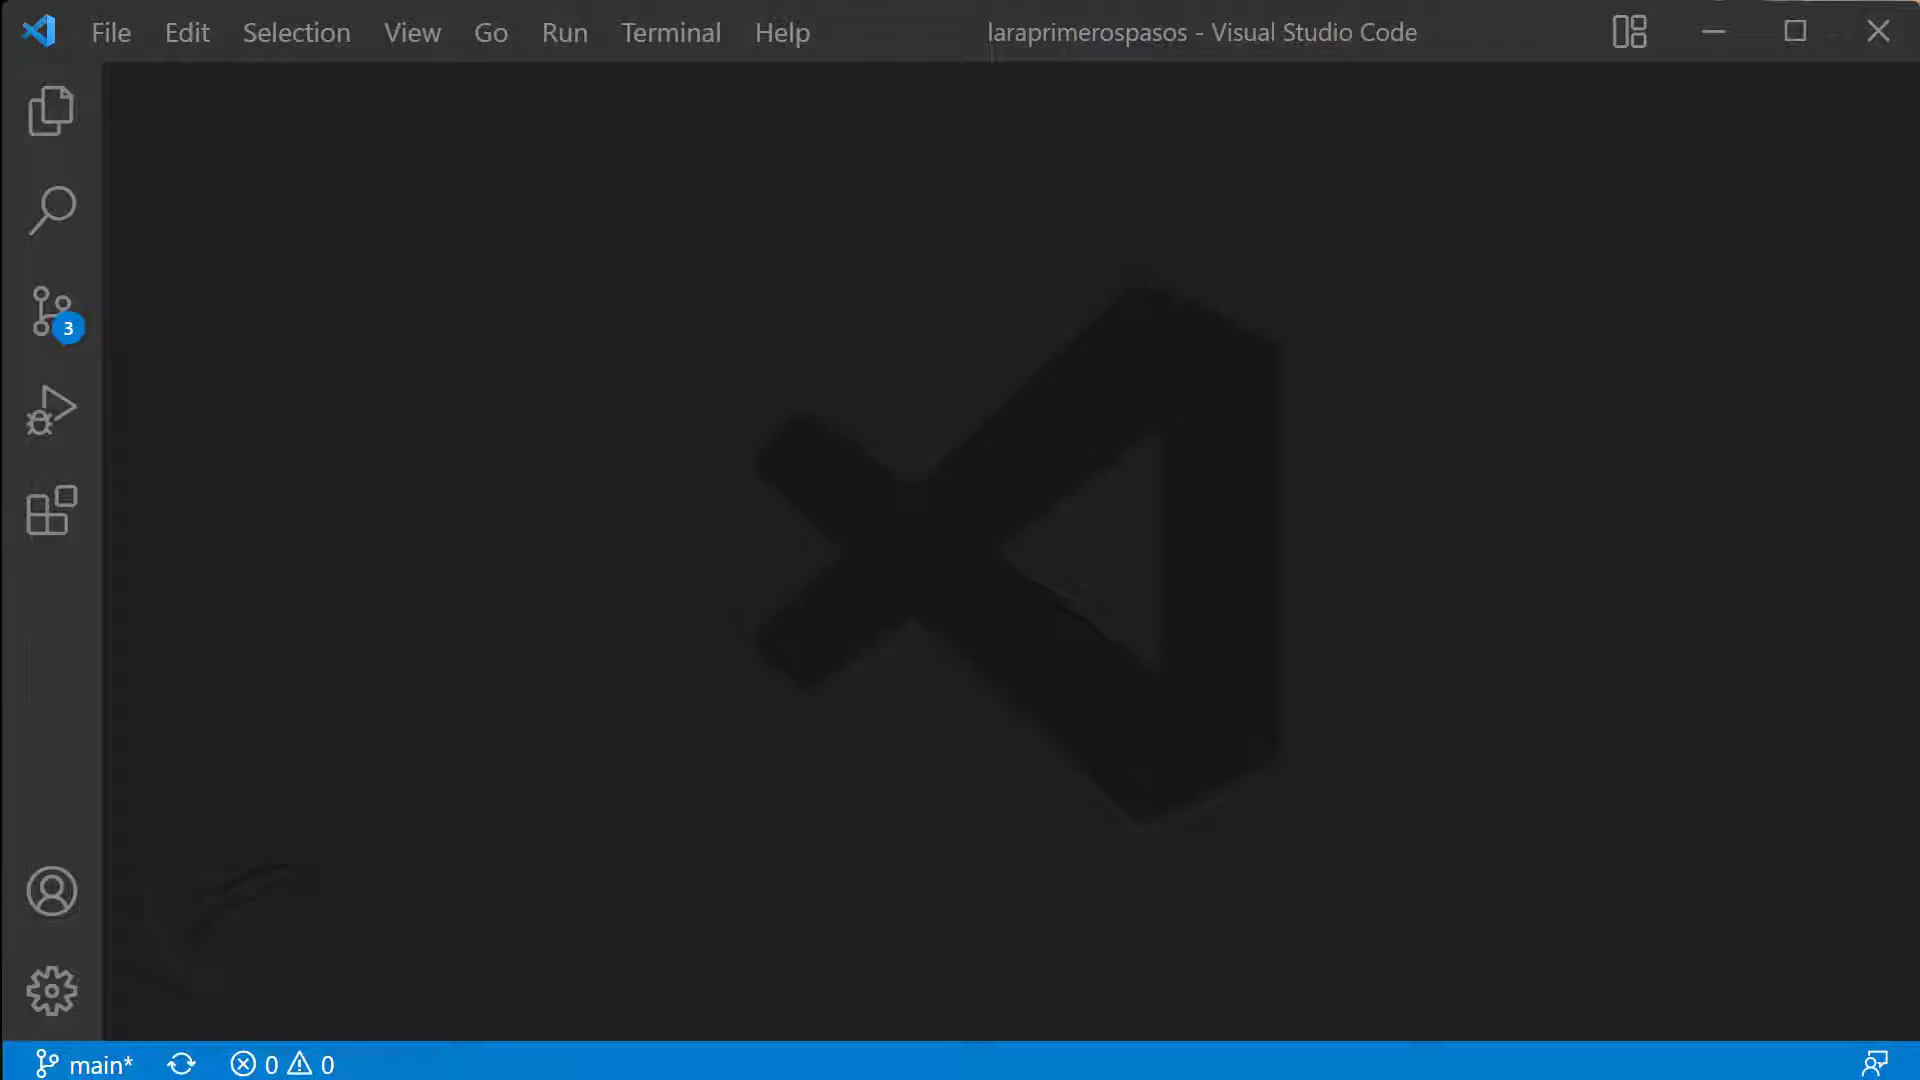 File Edit Selection View Go Run Terminal Help laraprimerospasos - Visual Studio Code
3
main* 0 0